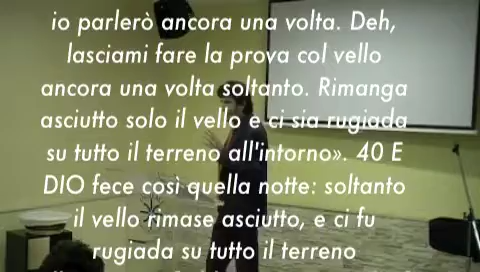 io parlerò ancora una volta. Deh,
lasciami fare la prova col vello
ancora una volta soltanto. Rimanga
asciutto solo il vello e ci sia rugiada
su tutto il terreno all'intorno». 40 E
DIO fece così quella notte: soltanto
il vello rimase asciutto, e ci fu
rugiada su tutto il terreno